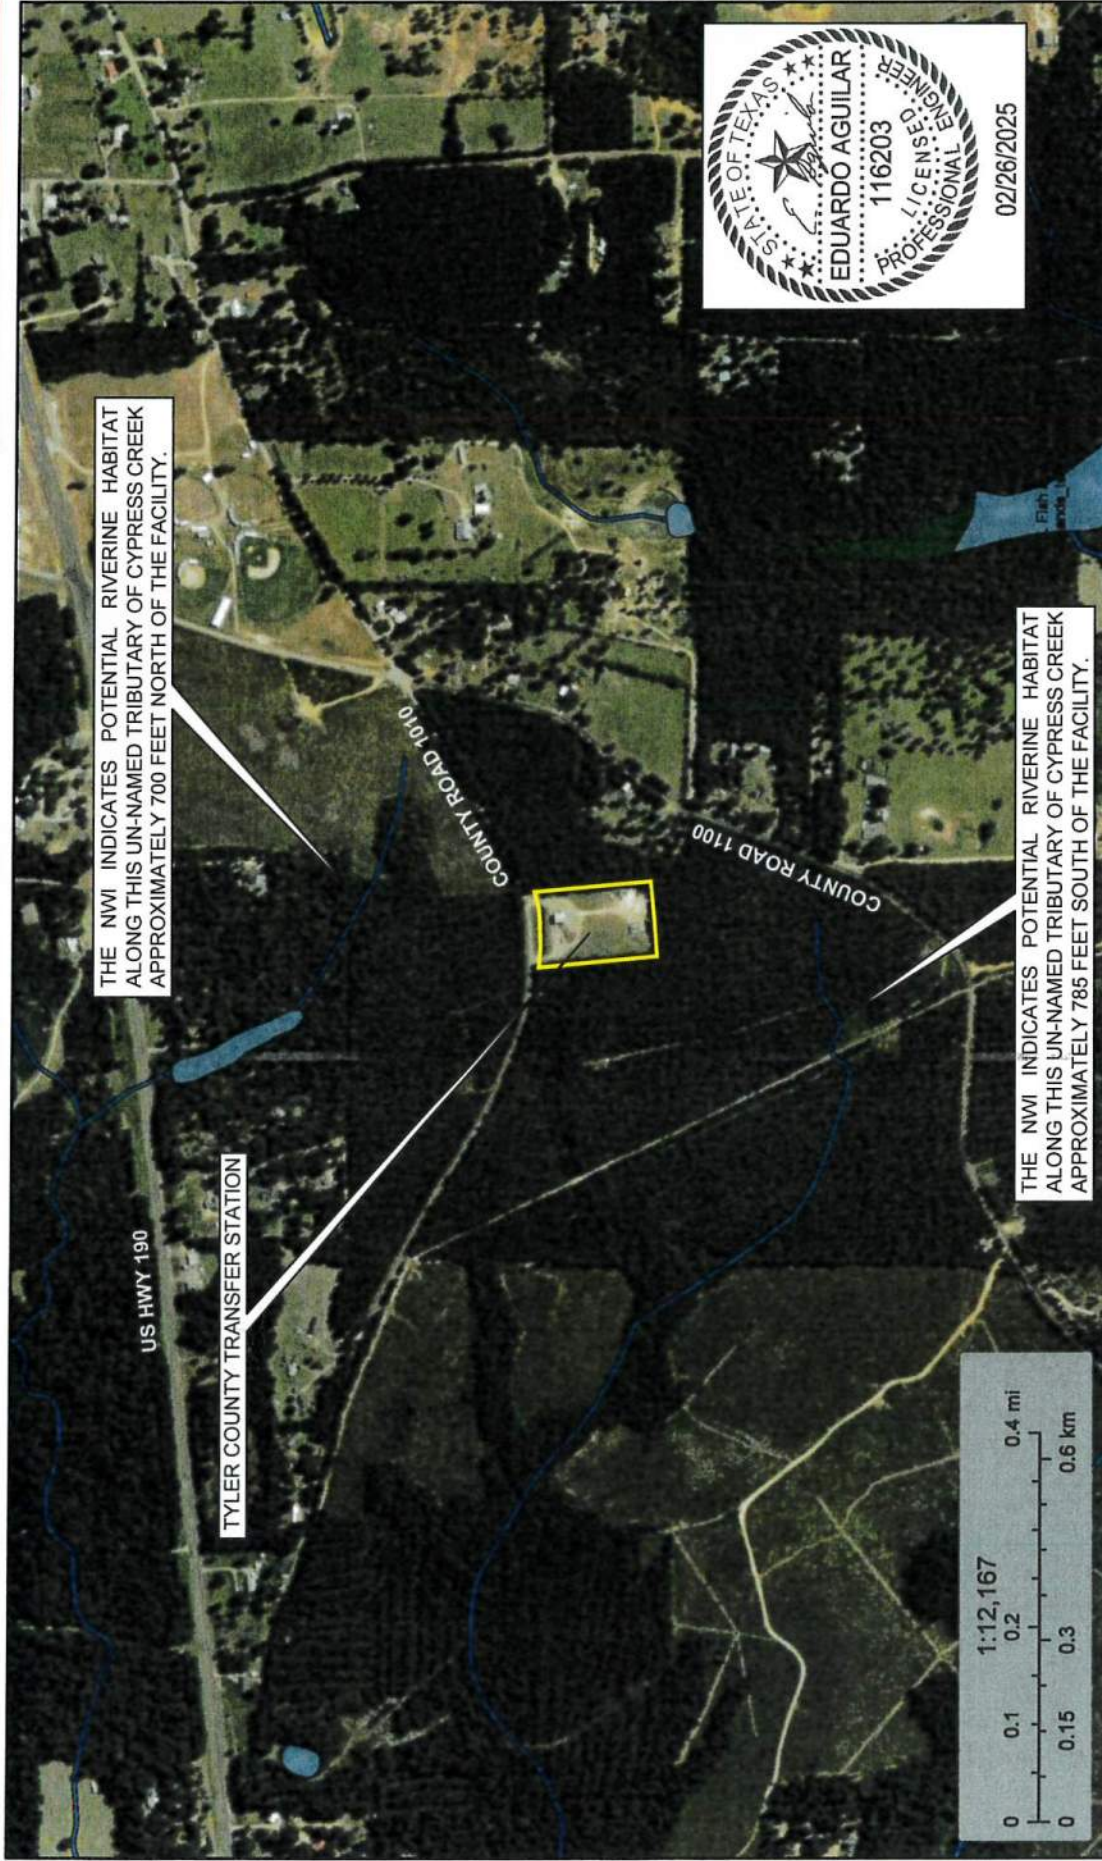 THE NWI INDICATES POTENTIAL RIVERINE HABITAT
ALONG THIS UN-NAMED TRIBUTARY OF CYPRESS CREEK
APPROXIMATELY 700 FEET NORTH OF THE FACILITY.
US HWY 190
TYLER COUNTY TRANSFER STATION
COUNTY ROAD 1010
COUNTY ROAD 1100
THE NWI INDICATES POTENTIAL RIVERINE HABITAT
ALONG THIS UN-NAMED TRIBUTARY OF CYPRESS CREEK
APPROXIMATELY 785 FEET SOUTH OF THE FACILITY.
1:12,167
0 0.1 0.2 0.4 mi
0 0.15 0.3 0.6 km
STATE OF TEXAS
EDUARDO AGUILAR
116203
LICENSED
PROFESSIONAL ENGINEER
02/26/2025